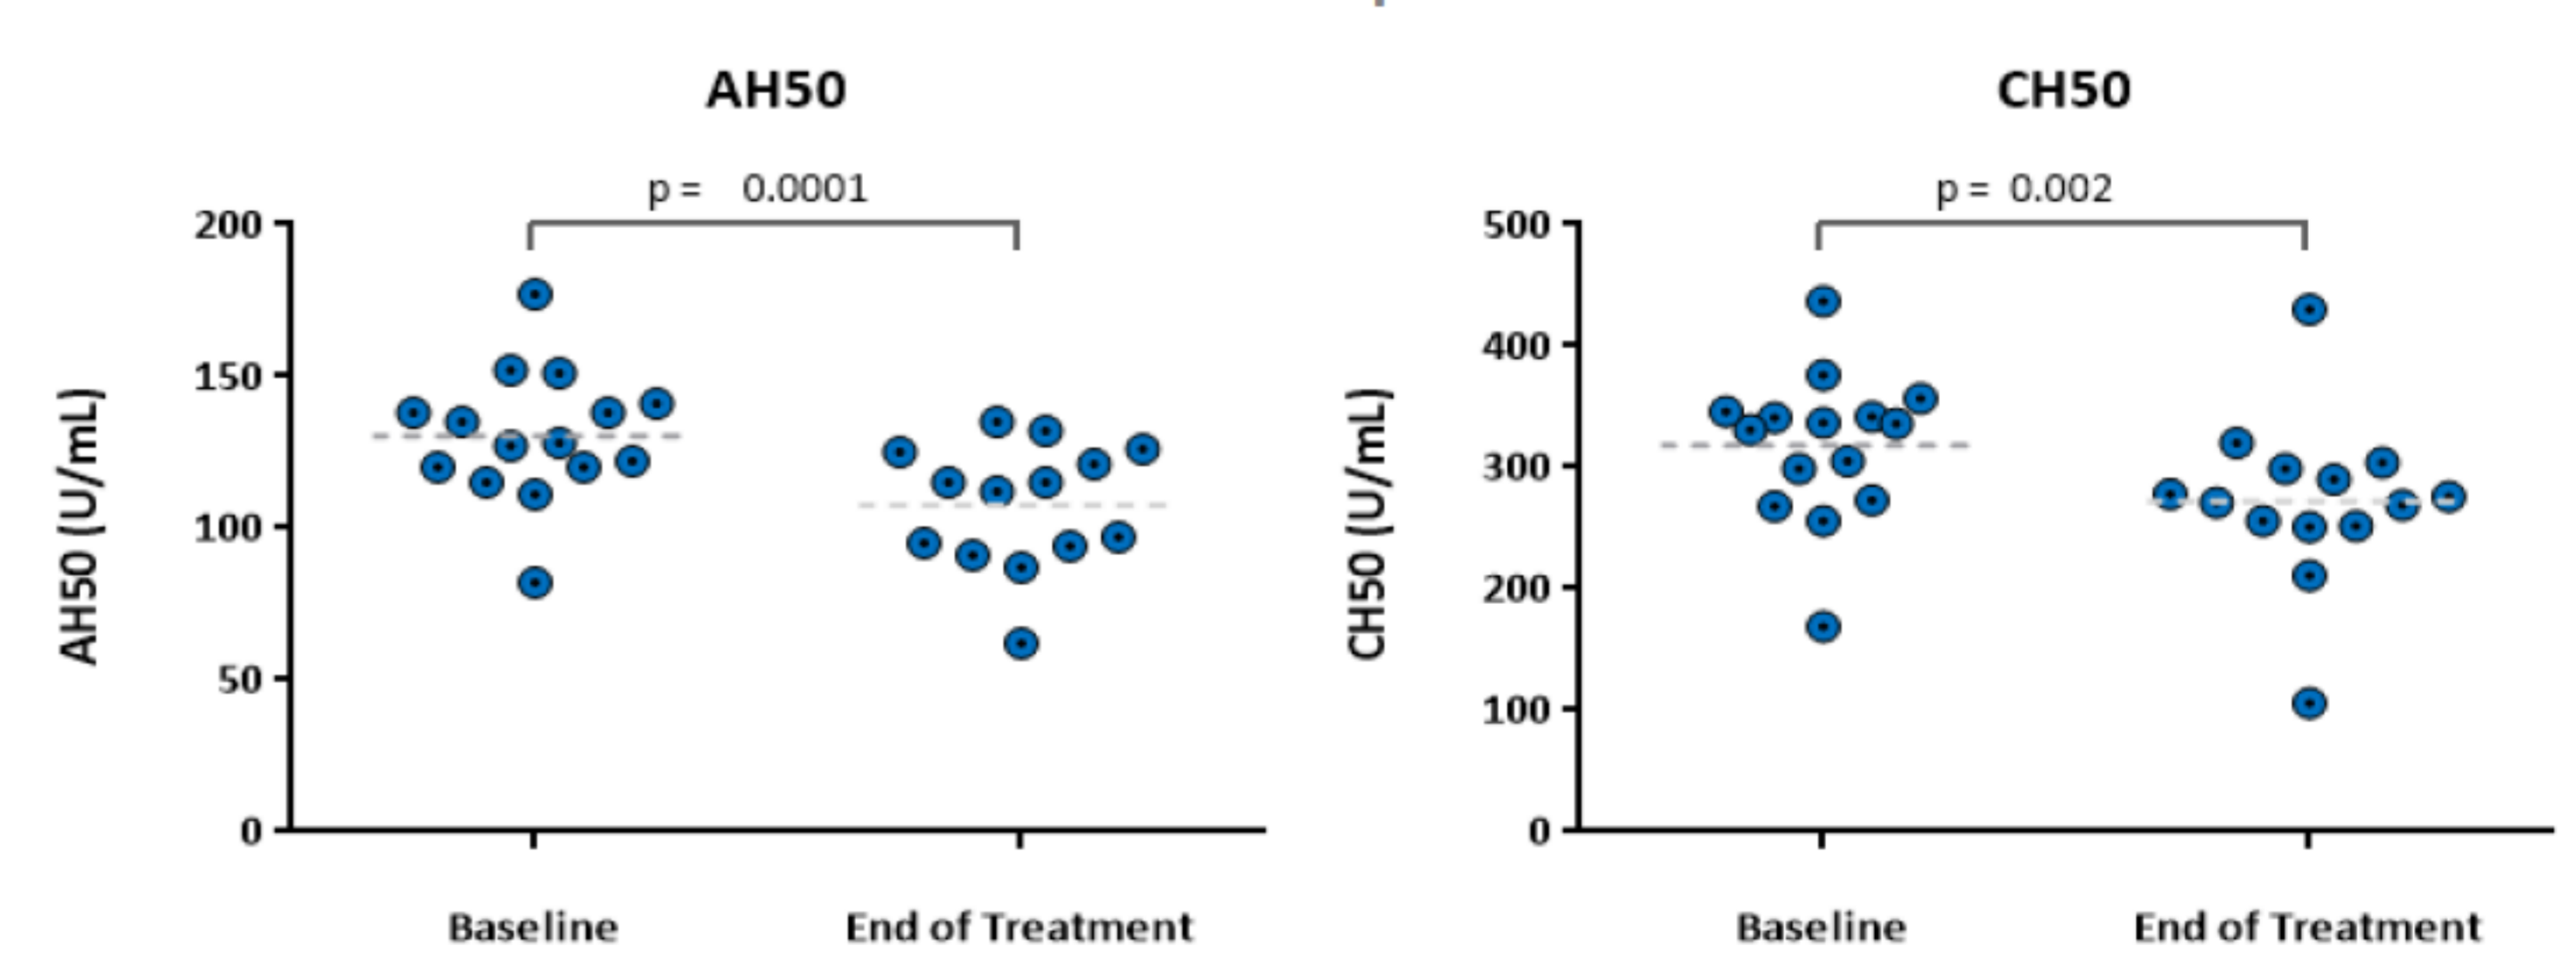 AH50
p = 0.0001
200
150
100
50
0
AH50 (U/mL)
Baseline
End of Treatment
CH50
p = 0.002
500
400
300
200
100
0
CH50 (U/mL)
Baseline
End of Treatment